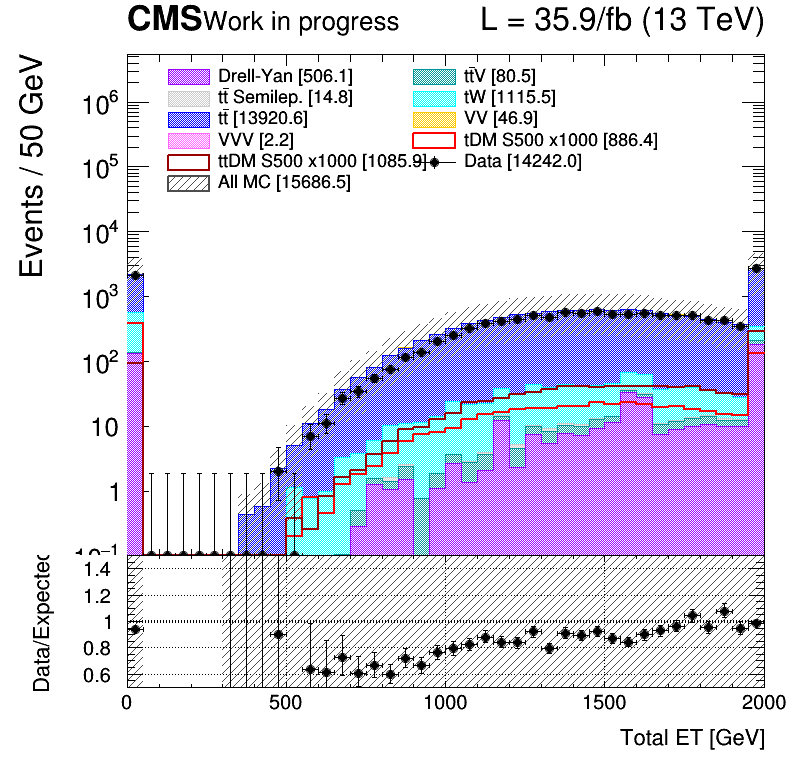 CMS Work in progress L = 35.9/fb (13 TeV)
Events / 50 GeV
Drell-Yan [506.1] tt̄V [80.5]
tt̄ Semilep. [14.8] tW [1115.5]
tt̄ [13920.6] VV [46.9]
VVV [2.2] tDM S500 x1000 [886.4]
ttDM S500 x1000 [1085.9] Data [14242.0]
All MC [15686.5]
10⁶
10⁵
10⁴
10³
10²
10
1
10⁻¹
Data/Expected
1.4
1.2
1
0.8
0.6
0 500 1000 1500 2000
Total ET [GeV]